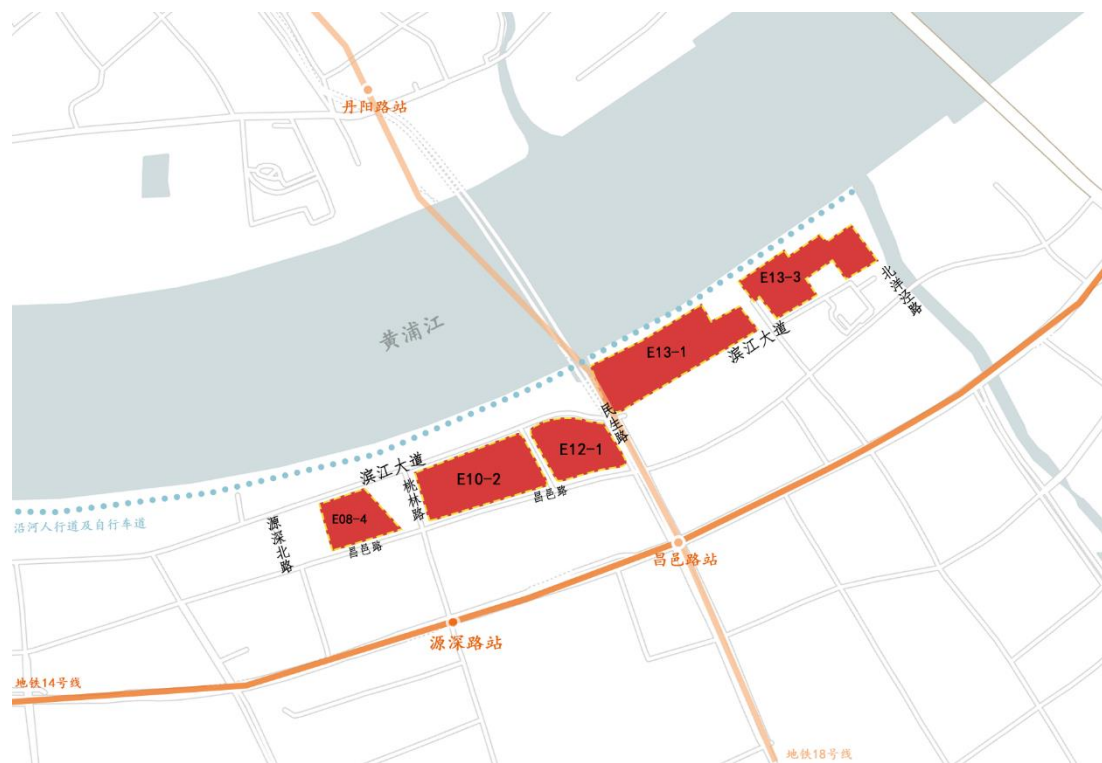 丹阳路站
E13-3
北洋泾路
黄浦江
E13-1
滨江大道
民生路
E12-1
滨江大道
E10-2
桃林路
昌邑路
E08-4
沿河人行道及自行车道
源深北路
昌邑路
昌邑路站
源深路站
地铁14号线
地铁18号线